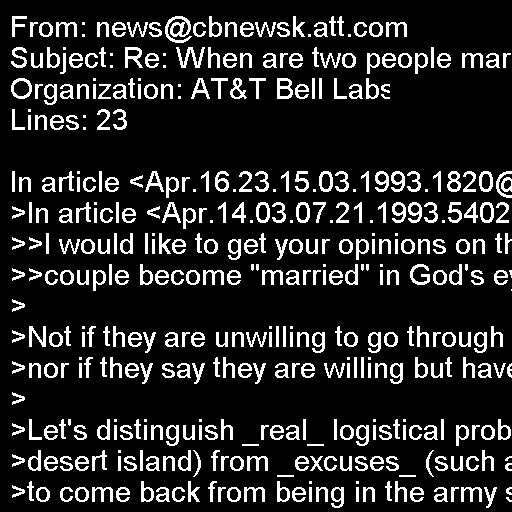 From: news@cbnewsk.att.com
Subject: Re: When are two people mar
Organization: AT&T Bell Labs
Lines: 23

In article <Apr.16.23.15.03.1993.1820@
>In article <Apr.14.03.07.21.1993.5402
>>I would like to get your opinions on th
>>couple become "married" in God's ey
>
>Not if they are unwilling to go through
>nor if they say they are willing but have
>
>Let's distinguish _real_ logistical prob
>desert island) from _excuses_ (such a
>to come back from being in the army s